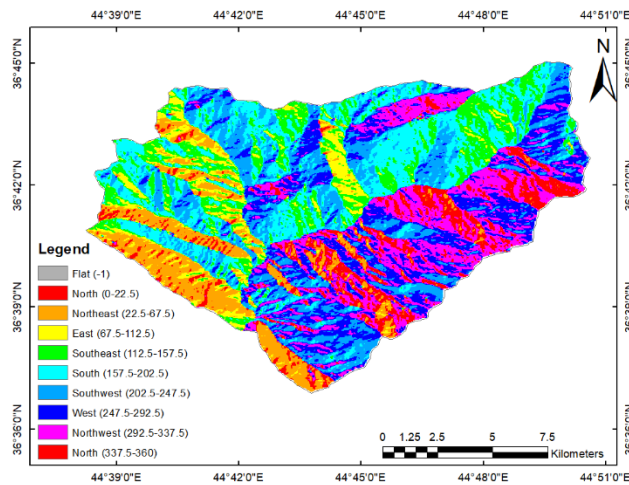 44°39'0"E 44°42'0"E 44°45'0"E 44°48'0"E 44°51'0"E
N
36°45'0"N 36°45'0"N
36°42'0"N 36°42'0"N
36°39'0"N 36°39'0"N
36°36'0"N 36°36'0"N
Legend
Flat (-1)
North (0-22.5)
Northeast (22.5-67.5)
East (67.5-112.5)
Southeast (112.5-157.5)
South (157.5-202.5)
Southwest (202.5-247.5)
West (247.5-292.5)
Northwest (292.5-337.5)
North (337.5-360)
0 1.25 2.5 5 7.5
Kilometers
44°39'0"E 44°42'0"E 44°45'0"E 44°48'0"E 44°51'0"E